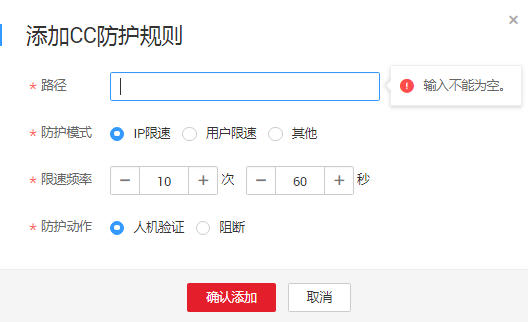 添加CC防护规则
* 路径
输入不能为空。
* 防护模式 IP限速 用户限速 其他
* 限速频率 10 次 60 秒
* 防护动作 人机验证 阻断
确认添加 取消